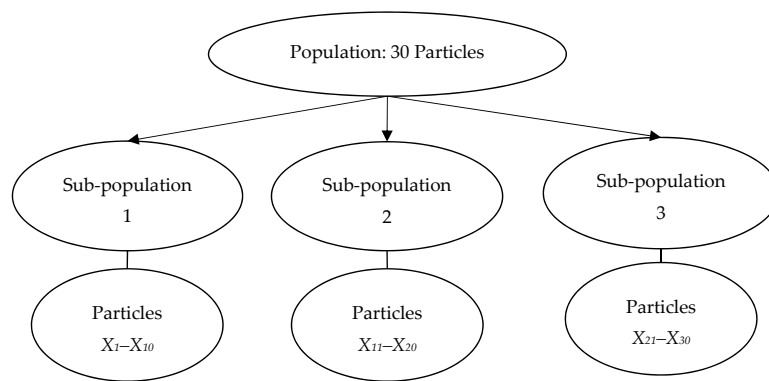 Population: 30 Particles
Sub-population
1
Sub-population
2
Sub-population
3
Particles
X1–X10
Particles
X11–X20
Particles
X21–X30